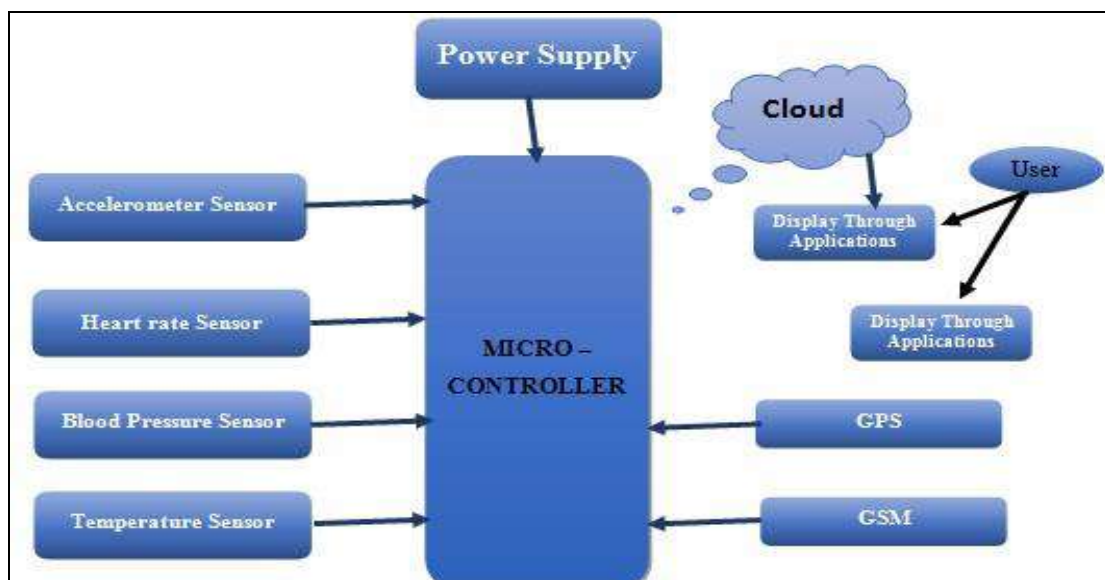 Power Supply
Cloud
User
Accelerometer Sensor
Display Through
Applications
Heart rate Sensor
Display Through
Applications
MICRO –
CONTROLLER
Blood Pressure Sensor
GPS
Temperature Sensor
GSM